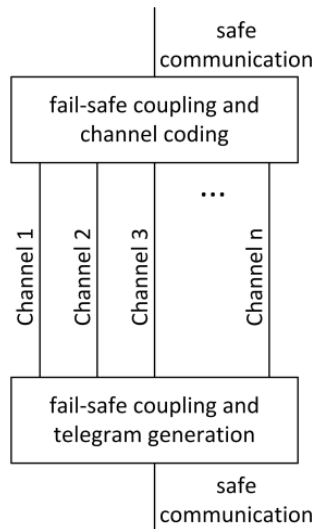 safe
communication
fail-safe coupling and
channel coding
...
Channel 1
Channel 2
Channel 3
Channel n
fail-safe coupling and
telegram generation
safe
communication